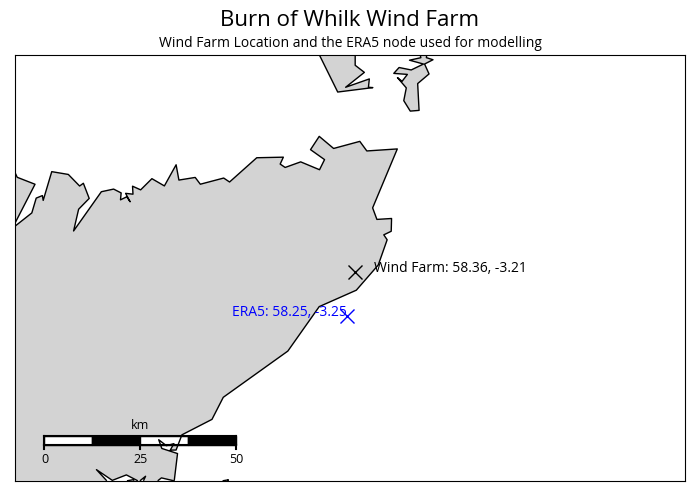 Burn of Whilk Wind Farm
Wind Farm Location and the ERA5 node used for modelling
Wind Farm: 58.36, -3.21
ERA5: 58.25, -3.25
km
0 25 50